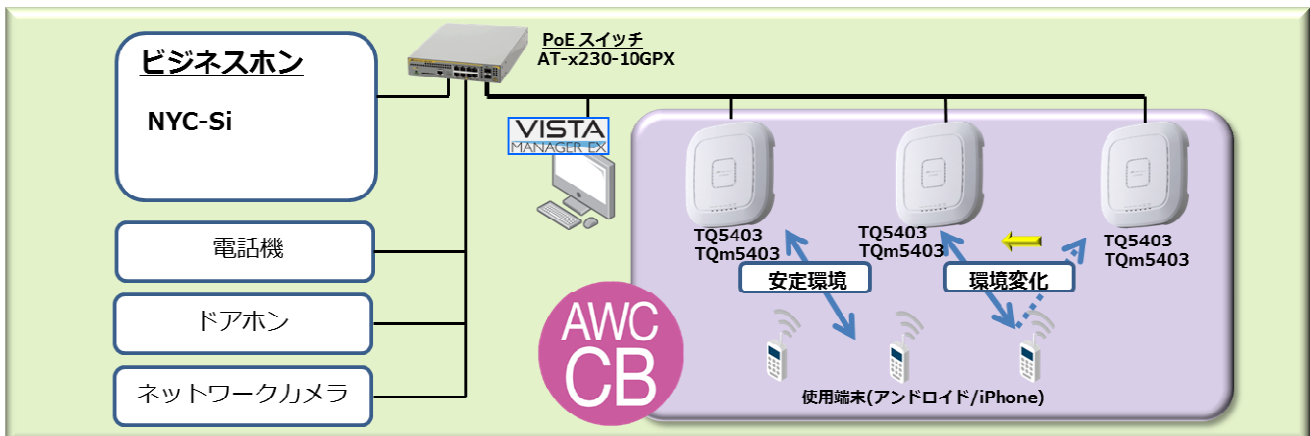 ビジネスホン
NYC-Si
PoE スイッチ
AT-x230-10GPX
VISTA
MANAGER EX
電話機
ドアホン
ネットワークカメラ
TQ5403
TQm5403
TQ5403
TQm5403
TQ5403
TQm5403
安定環境
環境変化
AWC
CB
使用端末(アンドロイド/iPhone)